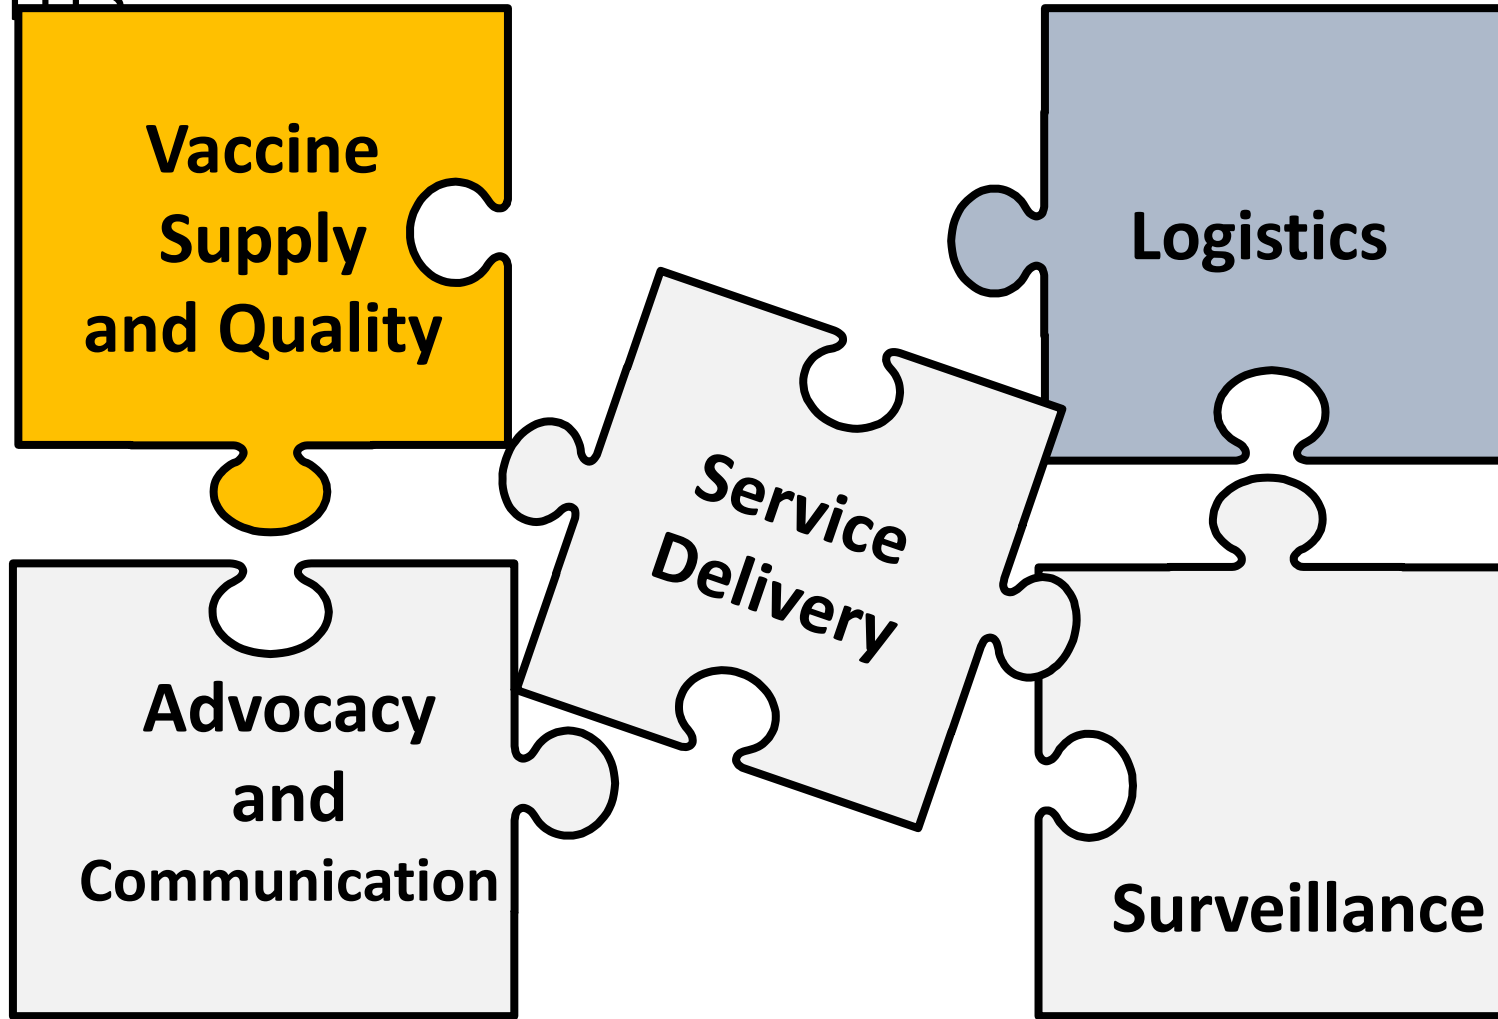 Vaccine
Supply
and Quality
Logistics
Service
Delivery
Advocacy
and
Communication
Surveillance